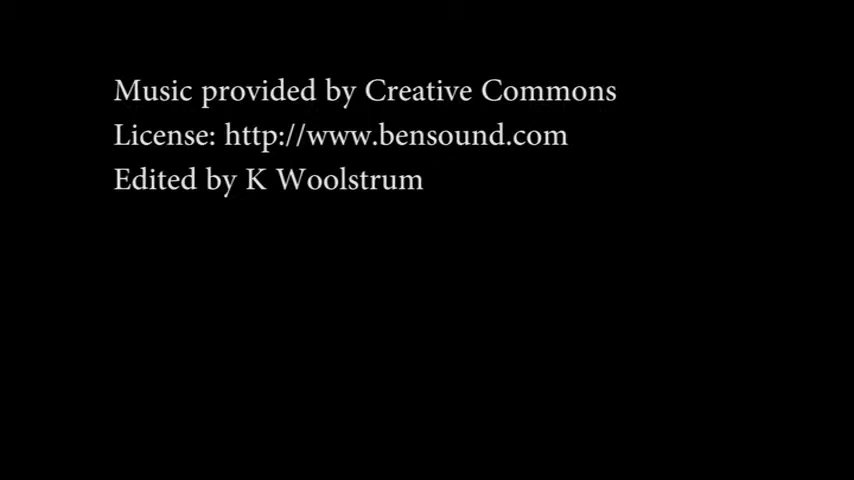 Music provided by Creative Commons
License: http://www.bensound.com
Edited by K Woolstrum